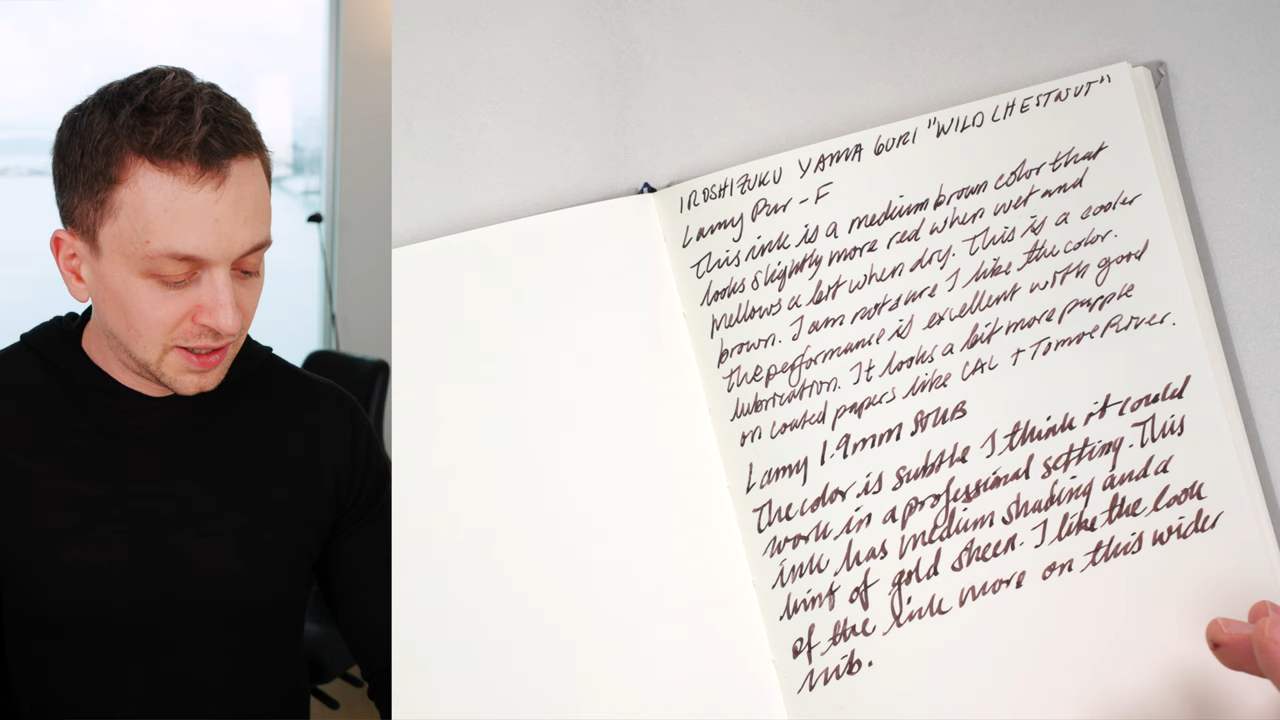 IROSHIZUKU YAMA GURI "WILD CHESTNUT"
Lamy Pur - F
This ink is a medium brown color that
looks slightly more red when wet and
mellows a bit when dry. This is a cooler
brown. I am not sure I like the color.
the performance is excellent with good
lubrication. It looks a bit more purple
on coated papers like CAL + Tomoe River.
Lamy 1.9mm STUB
The color is subtle I think it could
work in a professional setting. This
ink has medium shading and a
hint of gold sheen. I like the look
of the ink more on this wider
nib.